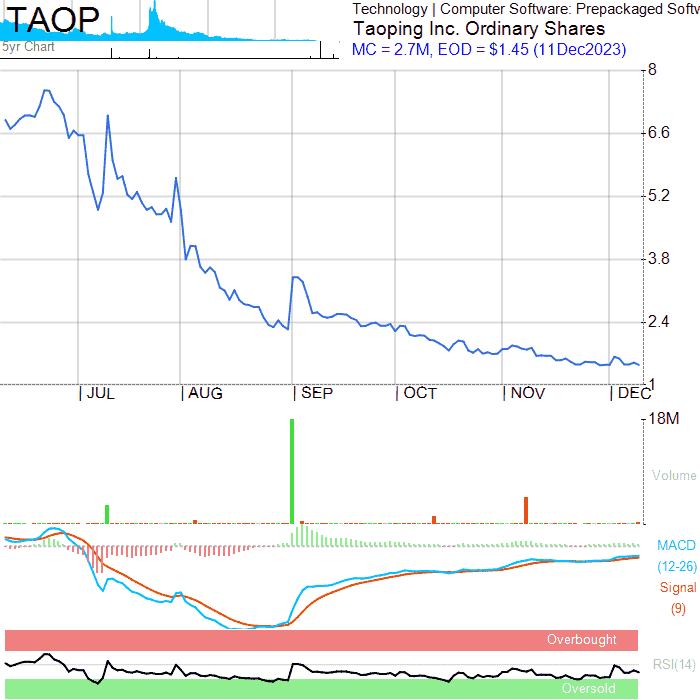 TAOP
5yr Chart
Technology | Computer Software: Prepackaged Softw
Taoping Inc. Ordinary Shares
MC = 2.7M, EOD = $1.45 (11Dec2023)
8
6.6
5.2
3.8
2.4
1
JUL
AUG
SEP
OCT
NOV
DEC
18M
Volume
MACD
(12-26)
Signal
(9)
Overbought
RSI(14)
Oversold